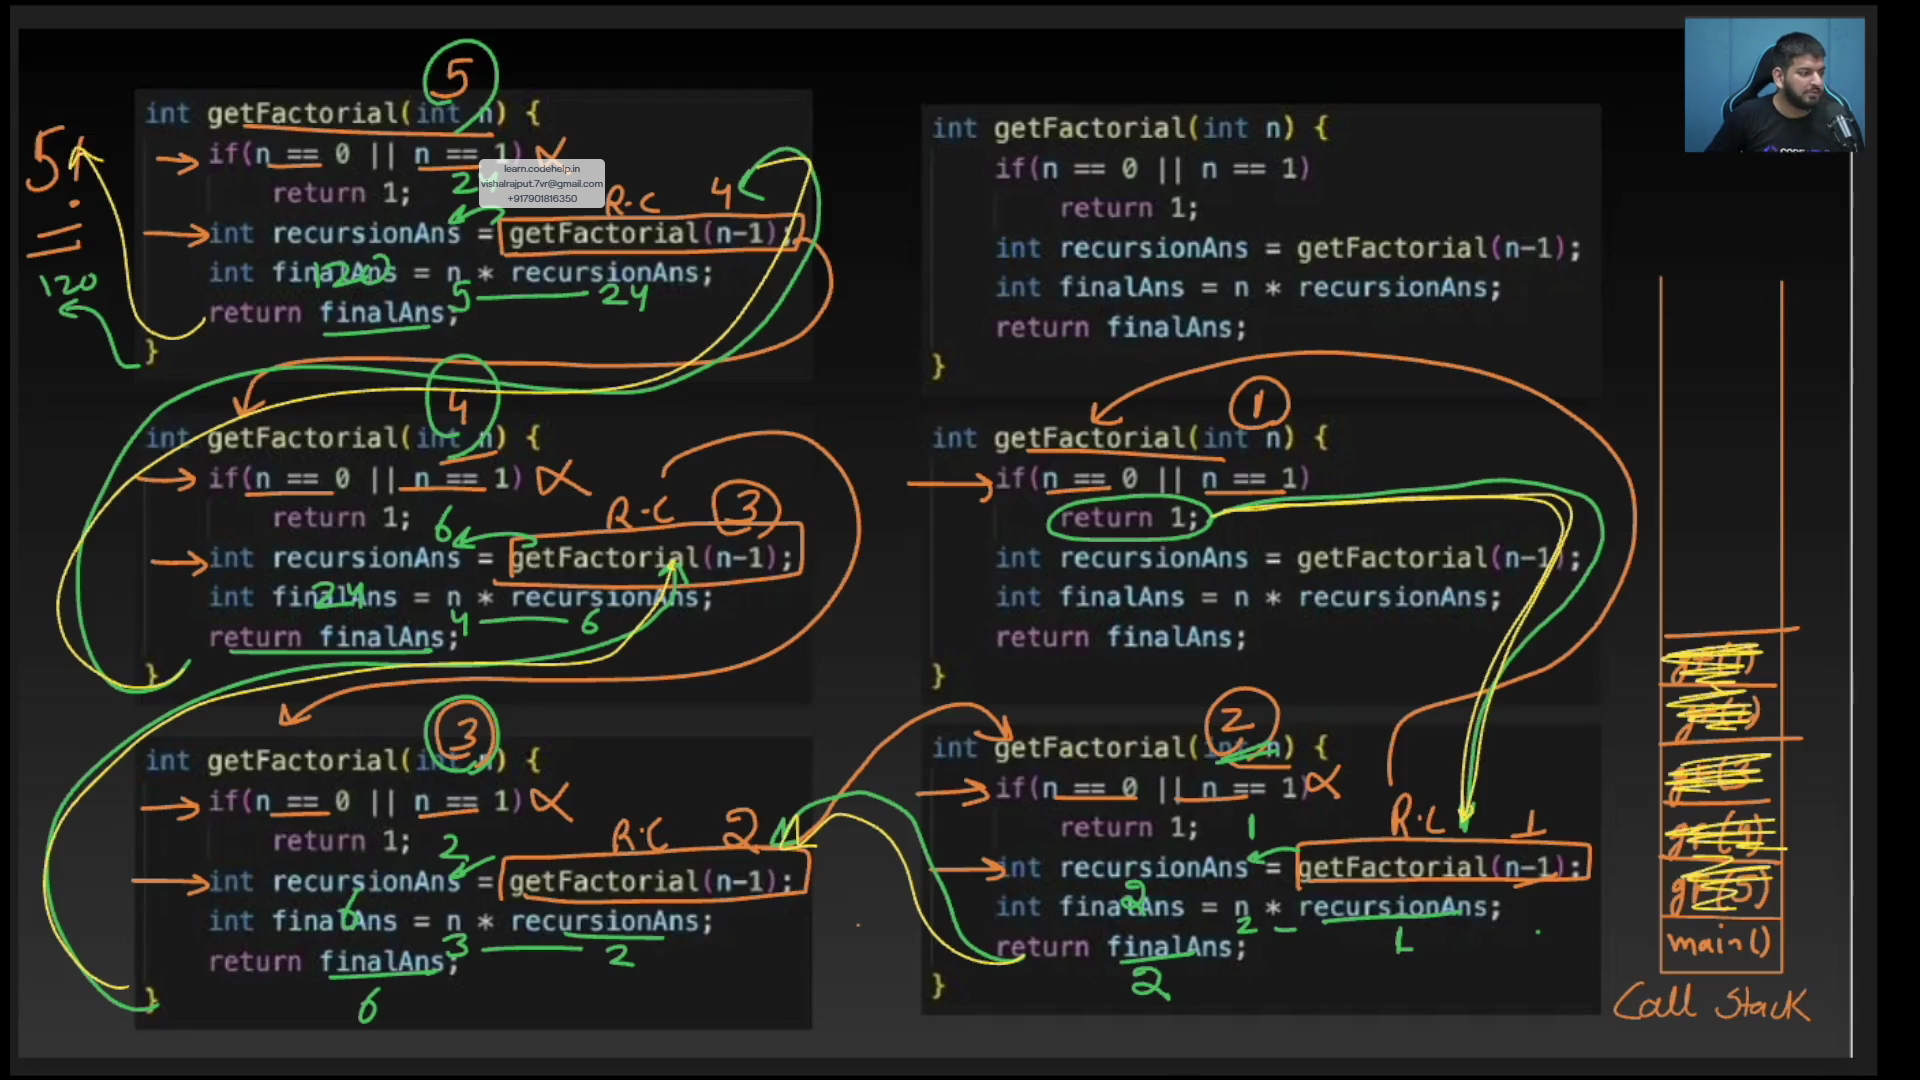 5
int getFactorial(int n) {
if(n == 0 || n == 1)
return 1;
24
R.C 4
int recursionAns = getFactorial(n-1);
120
int finalAns = n * recursionAns;
5 24
return finalAns;
}
5!
120
learn.codehelp.in
vishalrajput.7vr@gmail.com
+917901816350
4
int getFactorial(int n) {
if(n == 0 || n == 1)
return 1;
6
R.C 3
int recursionAns = getFactorial(n-1);
24
int finalAns = n * recursionAns;
4 6
return finalAns;
}
3
int getFactorial(int n) {
if(n == 0 || n == 1)
return 1;
2
R.C 2
int recursionAns = getFactorial(n-1);
6
int finalAns = n * recursionAns;
3 2
return finalAns;
6
}
int getFactorial(int n) {
if(n == 0 || n == 1)
return 1;
int recursionAns = getFactorial(n-1);
int finalAns = n * recursionAns;
return finalAns;
}
1
int getFactorial(int n) {
if(n == 0 || n == 1)
return 1;
int recursionAns = getFactorial(n-1);
int finalAns = n * recursionAns;
return finalAns;
}
2
int getFactorial(int n) {
if(n == 0 || n == 1)
return 1;
1
R.C 1
int recursionAns = getFactorial(n-1);
2
int finalAns = n * recursionAns;
2 1
return finalAns;
2
}
main()
Call Stack